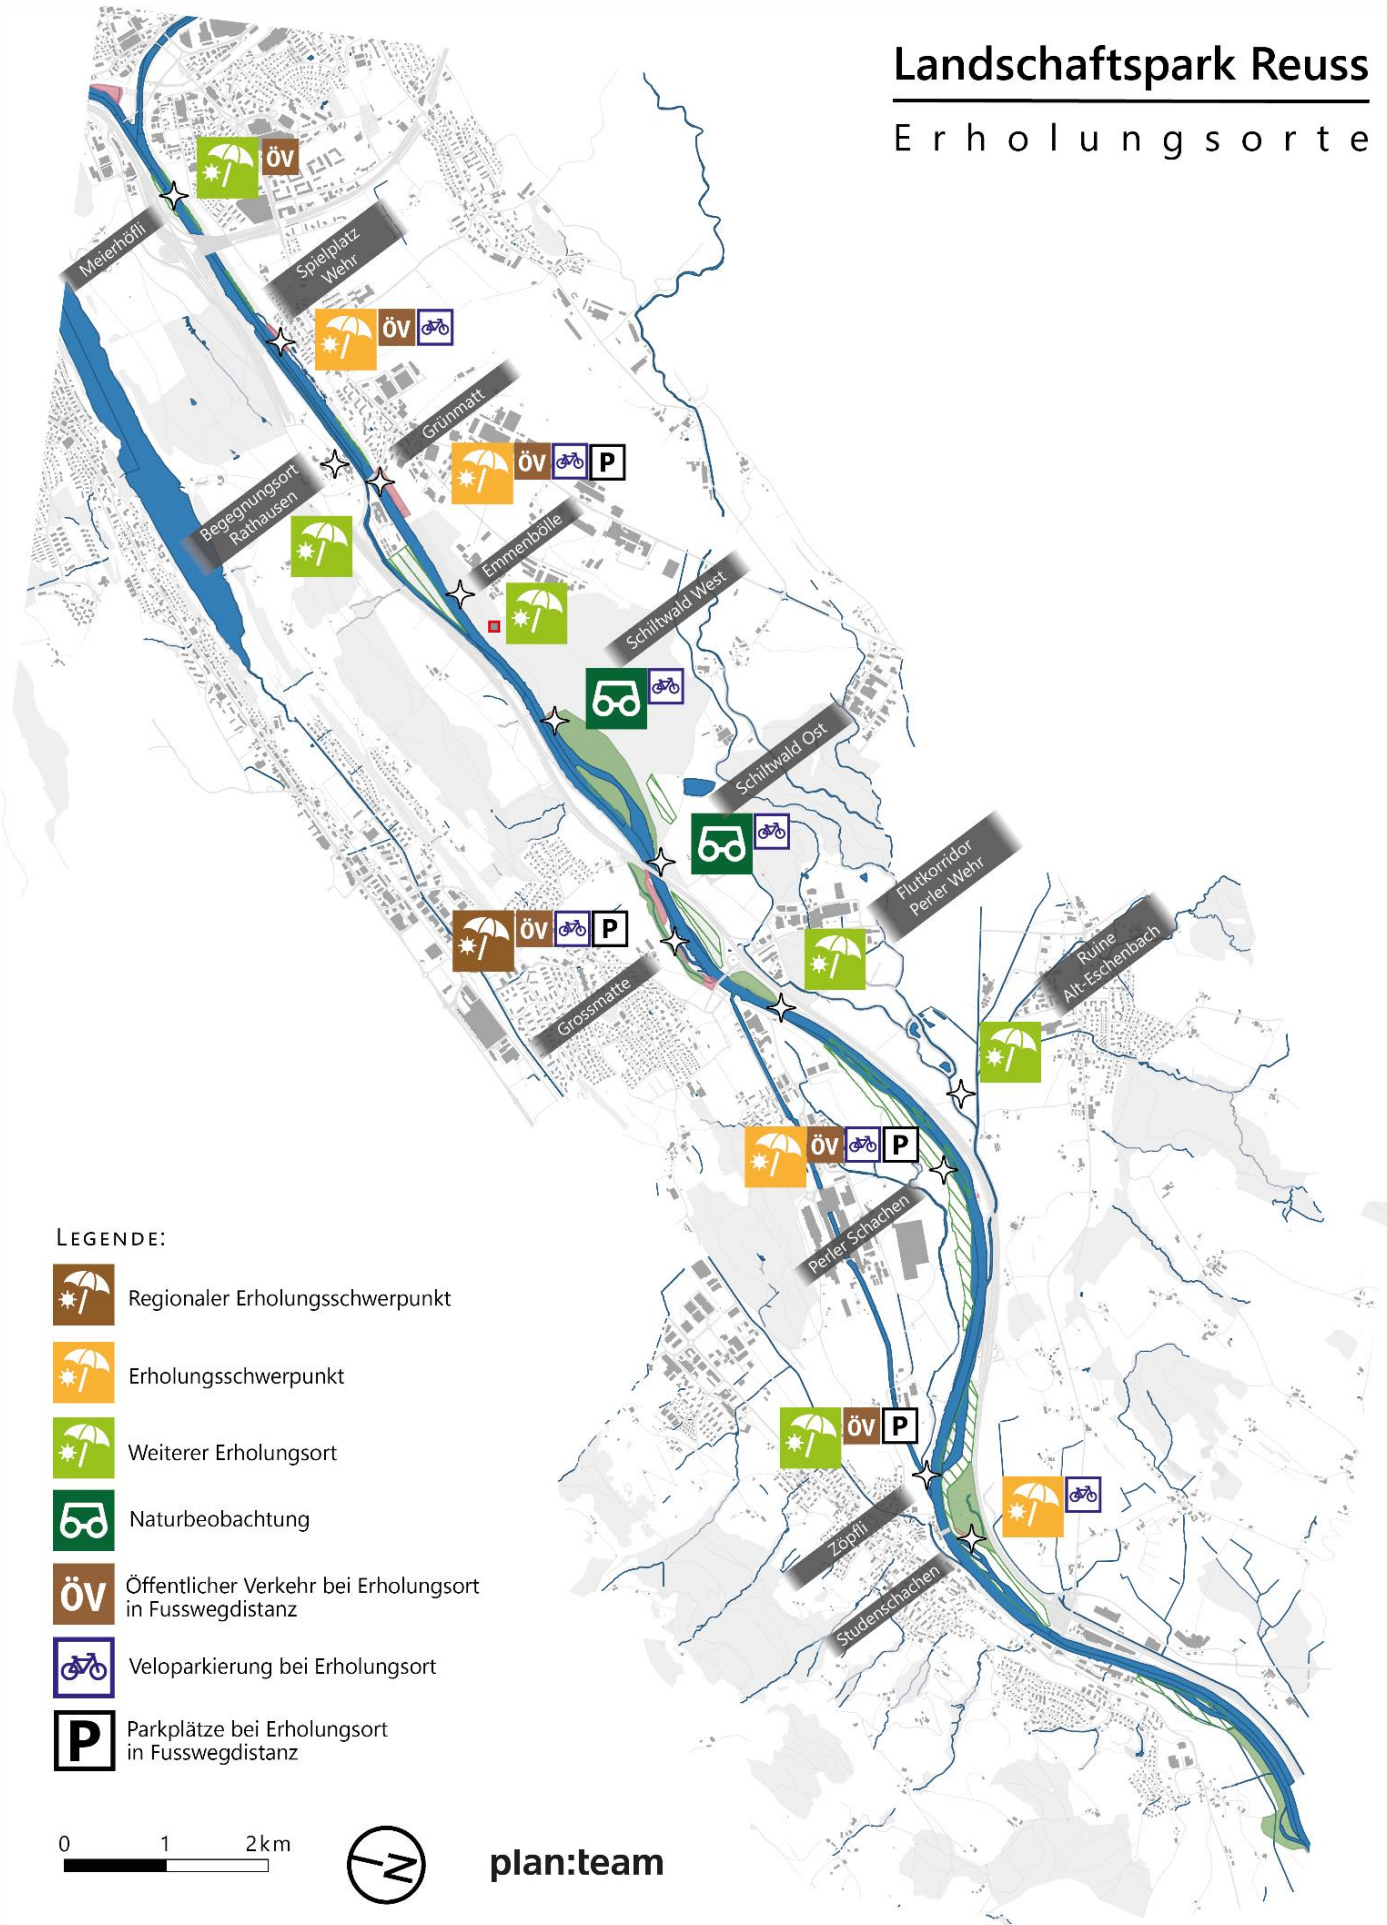 Landschaftspark Reuss
Erholungsorte
ÖV
Meierhöfli
Spielplatz
Wehr
ÖV
Grünmatt
ÖV
P
Begegnungsort
Rathausen
Emmenbölle
Schiltwald West
Schiltwald Ost
Flutkorridor
Perler Wehr
ÖV
P
Grossmatte
Ruine
Alt-Eschenbach
ÖV
P
Perler Schachen
ÖV
P
Zöpfli
Studenschachen
LEGENDE:
Regionaler Erholungsschwerpunkt
Erholungsschwerpunkt
Weiterer Erholungsort
Naturbeobachtung
ÖV
Öffentlicher Verkehr bei Erholungsort
in Fusswegdistanz
Veloparkierung bei Erholungsort
P
Parkplätze bei Erholungsort
in Fusswegdistanz
0 1 2km
N
plan:team